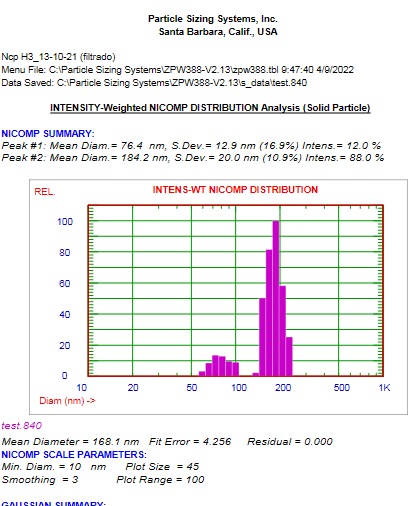 Particle Sizing Systems, Inc.
Santa Barbara, Calif., USA
Ncp H3_13-10-21 (filtrado)
Menu File: C:\Particle Sizing Systems\ZPW388-V2.13\zpw388.tbl 9:47:40 4/9/2022
Data Saved: C:\Particle Sizing Systems\ZPW388-V2.13\s_data\test.840
INTENSITY-Weighted NICOMP DISTRIBUTION Analysis (Solid Particle)
NICOMP SUMMARY:
Peak #1: Mean Diam.= 76.4 nm, S.Dev.= 12.9 nm (16.9%) Intens.= 12.0 %
Peak #2: Mean Diam.= 184.2 nm, S.Dev.= 20.0 nm (10.9%) Intens.= 88.0 %
REL. INTENS-WT NICOMP DISTRIBUTION
100
80
60
40
20
0
10 20 50 100 200 500 1K
Diam (nm) ->
test.840
Mean Diameter = 168.1 nm Fit Error = 4.256 Residual = 0.000
NICOMP SCALE PARAMETERS:
Min. Diam. = 10 nm Plot Size = 45
Smoothing = 3 Plot Range = 100
GAUSSIAN SUMMARY: